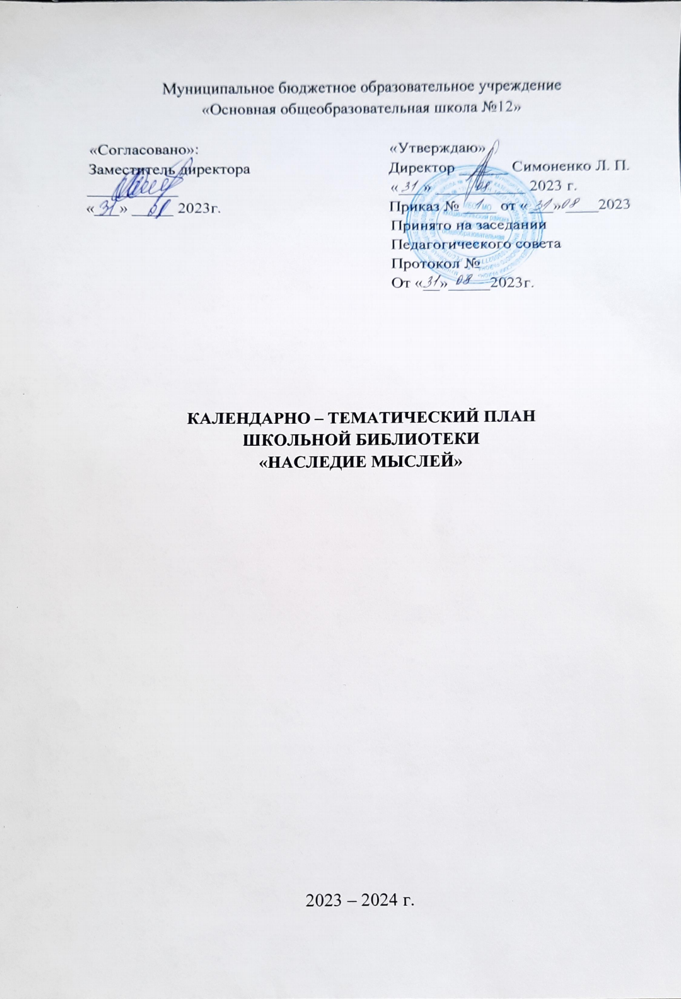 Муниципальное бюджетное образовательное учреждение
«Основная общеобразовательная школа №12»
«Согласовано»:
Заместитель директора
«31» 08 2023г.
«Утверждаю»
Директор Симоненко Л. П.
«31» 08 2023 г.
Приказ № 1 от «31»08 2023
Принято на заседании
Педагогического совета
Протокол №
От «31» 08 2023г.
КАЛЕНДАРНО – ТЕМАТИЧЕСКИЙ ПЛАН
ШКОЛЬНОЙ БИБЛИОТЕКИ
«НАСЛЕДИЕ МЫСЛЕЙ»
2023 – 2024 г.